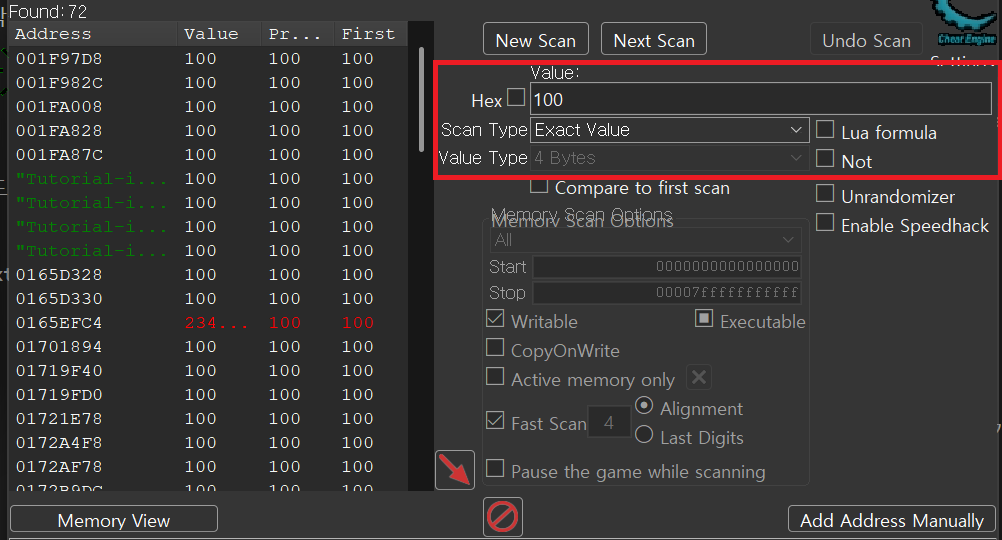 Found:72
Address Value Pr... First
001F97D8 100 100 100
001F982C 100 100 100
001FA008 100 100 100
001FA828 100 100 100
001FA87C 100 100 100
"Tutorial-i... 100 100 100
"Tutorial-i... 100 100 100
"Tutorial-i... 100 100 100
"Tutorial-i... 100 100 100
0165D328 100 100 100
0165D330 100 100 100
0165EFC4 234... 100 100
01701894 100 100 100
01719F40 100 100 100
01719FD0 100 100 100
01721E78 100 100 100
0172A4F8 100 100 100
0172AF78 100 100 100
0172B9DC 100 100 100
Memory View
New Scan Next Scan Undo Scan
Cheat Engine
Settings
Value:
Hex 100
Scan Type Exact Value Lua formula
Value Type 4 Bytes Not
Compare to first scan Unrandomizer
Memory Scan Options Enable Speedhack
Memory Scan Options
All
Start 0000000000000000
Stop 00007fffffffffff
Writable Executable
CopyOnWrite
Active memory only
Fast Scan 4 Alignment
Last Digits
Pause the game while scanning
Add Address Manually